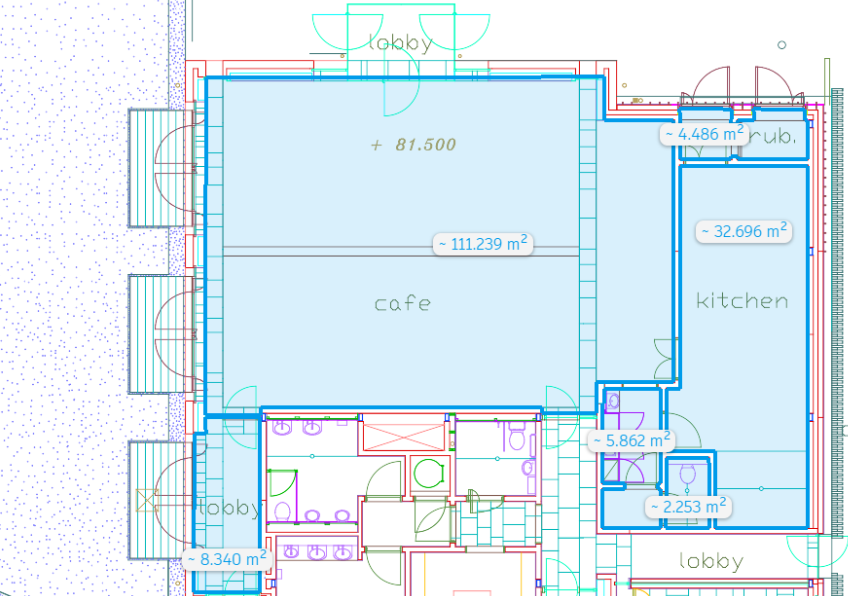 lobby
~ 4.486 m²
rub.
+ 81.500
~ 32.696 m²
~ 111.239 m²
cafe
kitchen
~ 5.862 m²
lobby
~ 2.253 m²
~ 8.340 m²
lobby